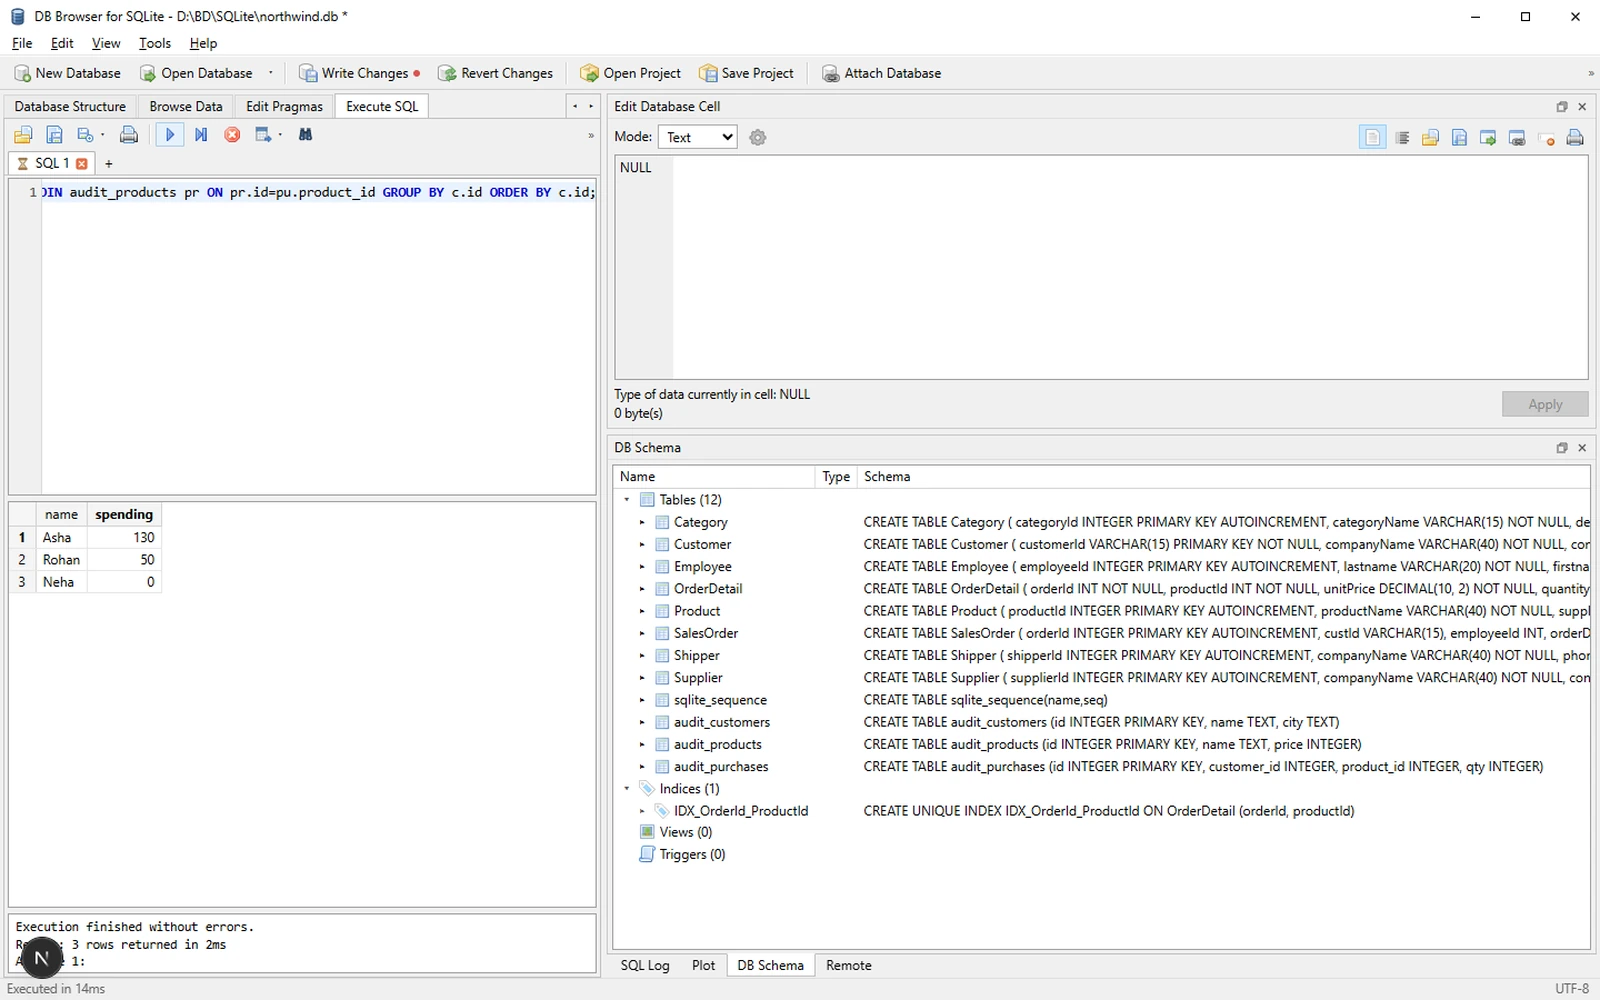 DB Browser for SQLite - D:\BD\SQLite\northwind.db *
File Edit View Tools Help
New Database Open Database Write Changes Revert Changes Open Project Save Project Attach Database »
Database Structure Browse Data Edit Pragmas Execute SQL
»
SQL 1 +
1 OIN audit_products pr ON pr.id=pu.product_id GROUP BY c.id ORDER BY c.id;
name spending
1 Asha 130
2 Rohan 50
3 Neha 0
Execution finished without errors.
: 3 rows returned in 2ms
1:
N
Edit Database Cell
Mode: Text
NULL
Type of data currently in cell: NULL
0 byte(s)
Apply
DB Schema
Name Type Schema
Tables (12)
Category CREATE TABLE Category ( categoryId INTEGER PRIMARY KEY AUTOINCREMENT, categoryName VARCHAR(15) NOT NULL, de
Customer CREATE TABLE Customer ( customerId VARCHAR(15) PRIMARY KEY NOT NULL, companyName VARCHAR(40) NOT NULL, cor
Employee CREATE TABLE Employee ( employeeId INTEGER PRIMARY KEY AUTOINCREMENT, lastname VARCHAR(20) NOT NULL, firstna
OrderDetail CREATE TABLE OrderDetail ( orderId INT NOT NULL, productId INT NOT NULL, unitPrice DECIMAL(10, 2) NOT NULL, quantity
Product CREATE TABLE Product ( productId INTEGER PRIMARY KEY AUTOINCREMENT, productName VARCHAR(40) NOT NULL, suppl
SalesOrder CREATE TABLE SalesOrder ( orderId INTEGER PRIMARY KEY AUTOINCREMENT, custId VARCHAR(15), employeeId INT, orderD
Shipper CREATE TABLE Shipper ( shipperId INTEGER PRIMARY KEY AUTOINCREMENT, companyName VARCHAR(40) NOT NULL, phor
Supplier CREATE TABLE Supplier ( supplierId INTEGER PRIMARY KEY AUTOINCREMENT, companyName VARCHAR(40) NOT NULL, con
sqlite_sequence CREATE TABLE sqlite_sequence(name,seq)
audit_customers CREATE TABLE audit_customers (id INTEGER PRIMARY KEY, name TEXT, city TEXT)
audit_products CREATE TABLE audit_products (id INTEGER PRIMARY KEY, name TEXT, price INTEGER)
audit_purchases CREATE TABLE audit_purchases (id INTEGER PRIMARY KEY, customer_id INTEGER, product_id INTEGER, qty INTEGER)
Indices (1)
IDX_OrderId_ProductId CREATE UNIQUE INDEX IDX_OrderId_ProductId ON OrderDetail (orderId, productId)
Views (0)
Triggers (0)
SQL Log Plot DB Schema Remote
Executed in 14ms UTF-8